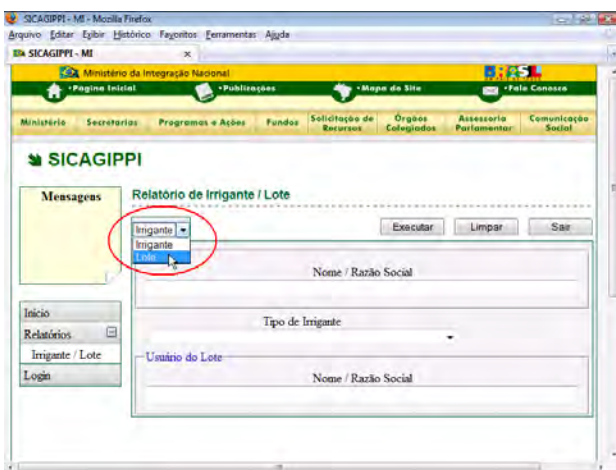 SICAGIPPI - MI - Mozilla Firefox
Arquivo Editar Exibir Histórico Favoritos Ferramentas Ajuda
SICAGIPPI - MI
Ministério da Integração Nacional
BRASIL
•Pagina Inicial •Publicações •Mapa do Site •Fale Conosco
Ministério Secretarias Programas e Ações Fundos Solicitação de Recursos Órgãos Colegiados Assessoria Parlamentar Comunicação Social
SICAGIPPI
Mensagens
Relatório de Irrigante / Lote
Irrigante
Executar Limpar Sair
Irrigante
Lote
Nome / Razão Social
Tipo de Irrigante
Usuário do Lote
Nome / Razão Social
Início
Relatórios
Irrigante / Lote
Login